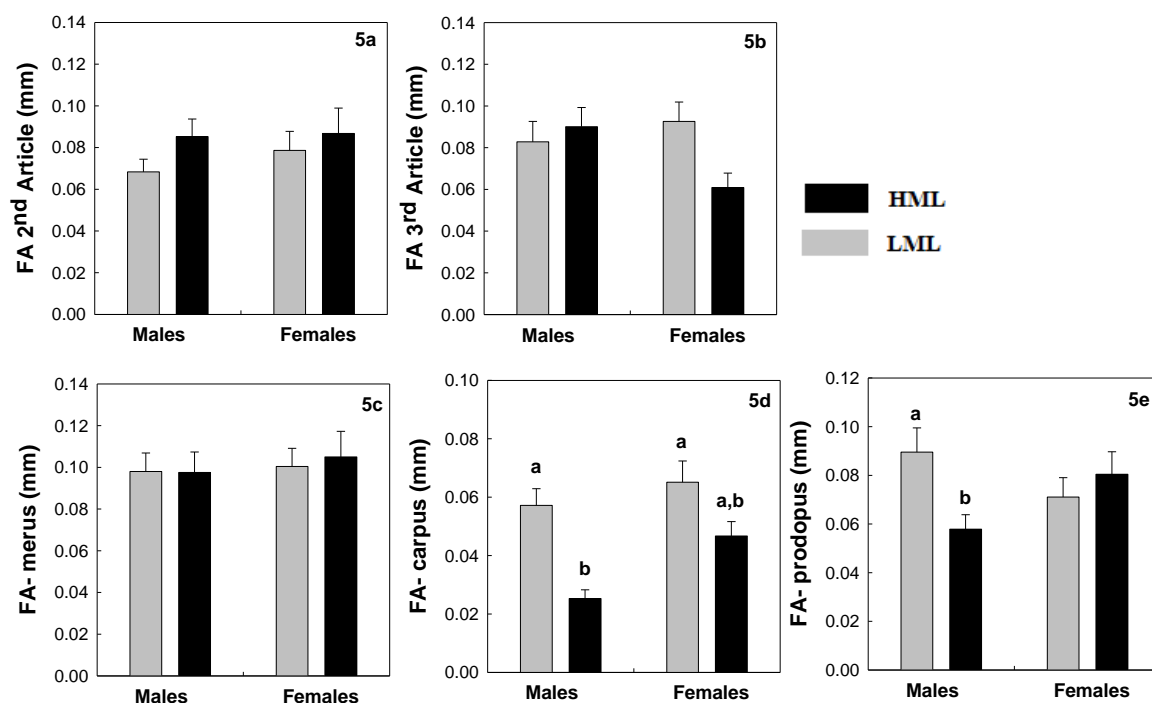 5a
FA 2nd Article (mm)
0.14
0.12
0.10
0.08
0.06
0.04
0.02
0.00
Males Females
5b
FA 3rd Article (mm)
0.14
0.12
0.10
0.08
0.06
0.04
0.02
0.00
Males Females
HML
LML
5c
FA- merus (mm)
0.14
0.12
0.10
0.08
0.06
0.04
0.02
0.00
Males Females
5d
FA- carpus (mm)
0.10
0.08
0.06
0.04
0.02
0.00
a
b
a
a,b
Males Females
5e
FA- prodopus (mm)
0.12
0.10
0.08
0.06
0.04
0.02
0.00
a
b
Males Females